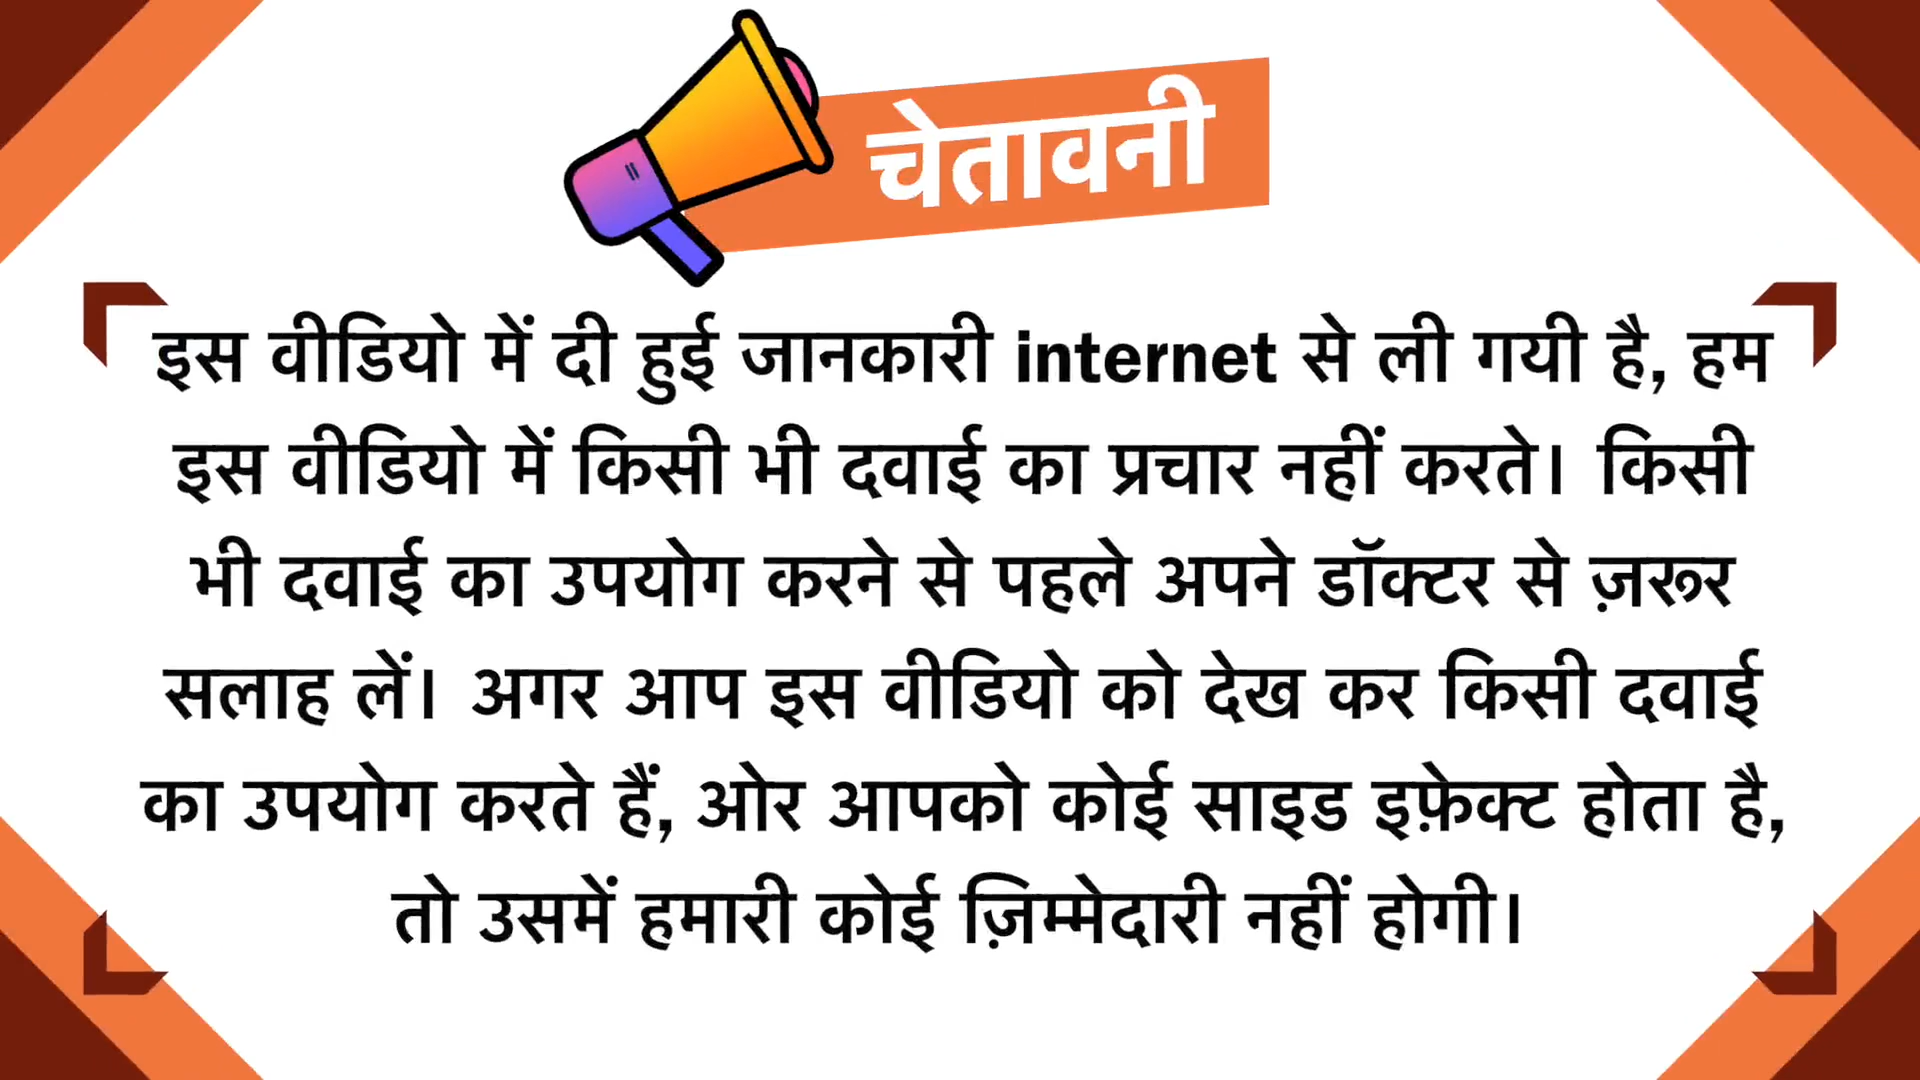 चेतावनी
इस वीडियो में दी हुई जानकारी internet से ली गयी है, हम
इस वीडियो में किसी भी दवाई का प्रचार नहीं करते। किसी
भी दवाई का उपयोग करने से पहले अपने डॉक्टर से ज़रूर
सलाह लें। अगर आप इस वीडियो को देख कर किसी दवाई
का उपयोग करते हैं, ओर आपको कोई साइड इफ़ेक्ट होता है,
तो उसमें हमारी कोई ज़िम्मेदारी नहीं होगी।